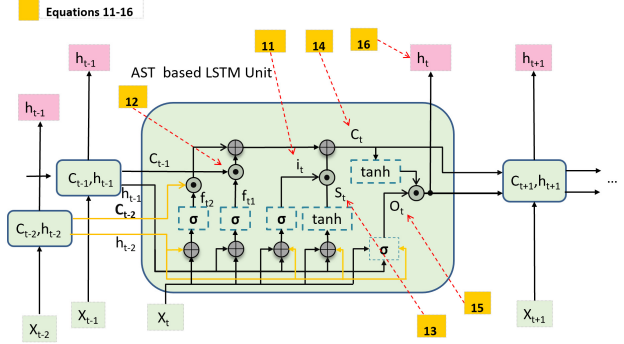 Equations 11-16
h_{t-1}
11
14
16
h_t
h_{t+1}
AST based LSTM Unit
12
h_{t-1}
C_t
C_{t-1}
i_t
tanh
C_{t-1},h_{t-1}
h_{t-1}
C_{t+1},h_{t+1}
...
C_{t-2}
f_{t2}
f_{t1}
S_t
O_t
σ
σ
σ
tanh
C_{t-2},h_{t-2}
h_{t-2}
σ
15
X_{t-2}
X_{t-1}
X_t
13
X_{t+1}